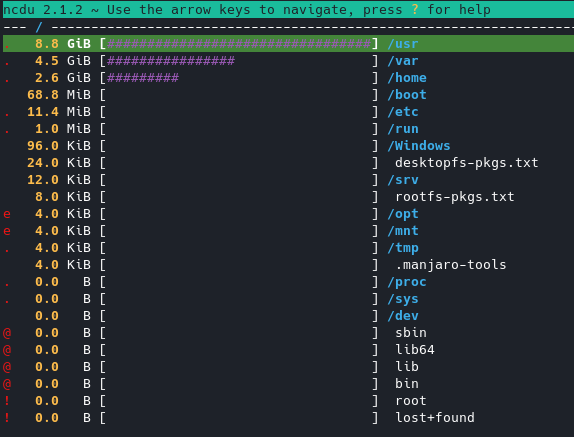 ncdu 2.1.2 ~ Use the arrow keys to navigate, press ? for help
--- / ----------------------------------------------------------------
.   8.8 GiB [#################################] /usr
.   4.5 GiB [################                 ] /var
.   2.6 GiB [#########                        ] /home
   68.8 MiB [                                 ] /boot
.  11.4 MiB [                                 ] /etc
.   1.0 MiB [                                 ] /run
   96.0 KiB [                                 ] /Windows
   24.0 KiB [                                 ]  desktopfs-pkgs.txt
   12.0 KiB [                                 ] /srv
    8.0 KiB [                                 ]  rootfs-pkgs.txt
e   4.0 KiB [                                 ] /opt
e   4.0 KiB [                                 ] /mnt
.   4.0 KiB [                                 ] /tmp
    4.0 KiB [                                 ]  .manjaro-tools
.   0.0   B [                                 ] /proc
.   0.0   B [                                 ] /sys
    0.0   B [                                 ] /dev
@   0.0   B [                                 ]  sbin
@   0.0   B [                                 ]  lib64
@   0.0   B [                                 ]  lib
@   0.0   B [                                 ]  bin
!   0.0   B [                                 ]  root
!   0.0   B [                                 ]  lost+found